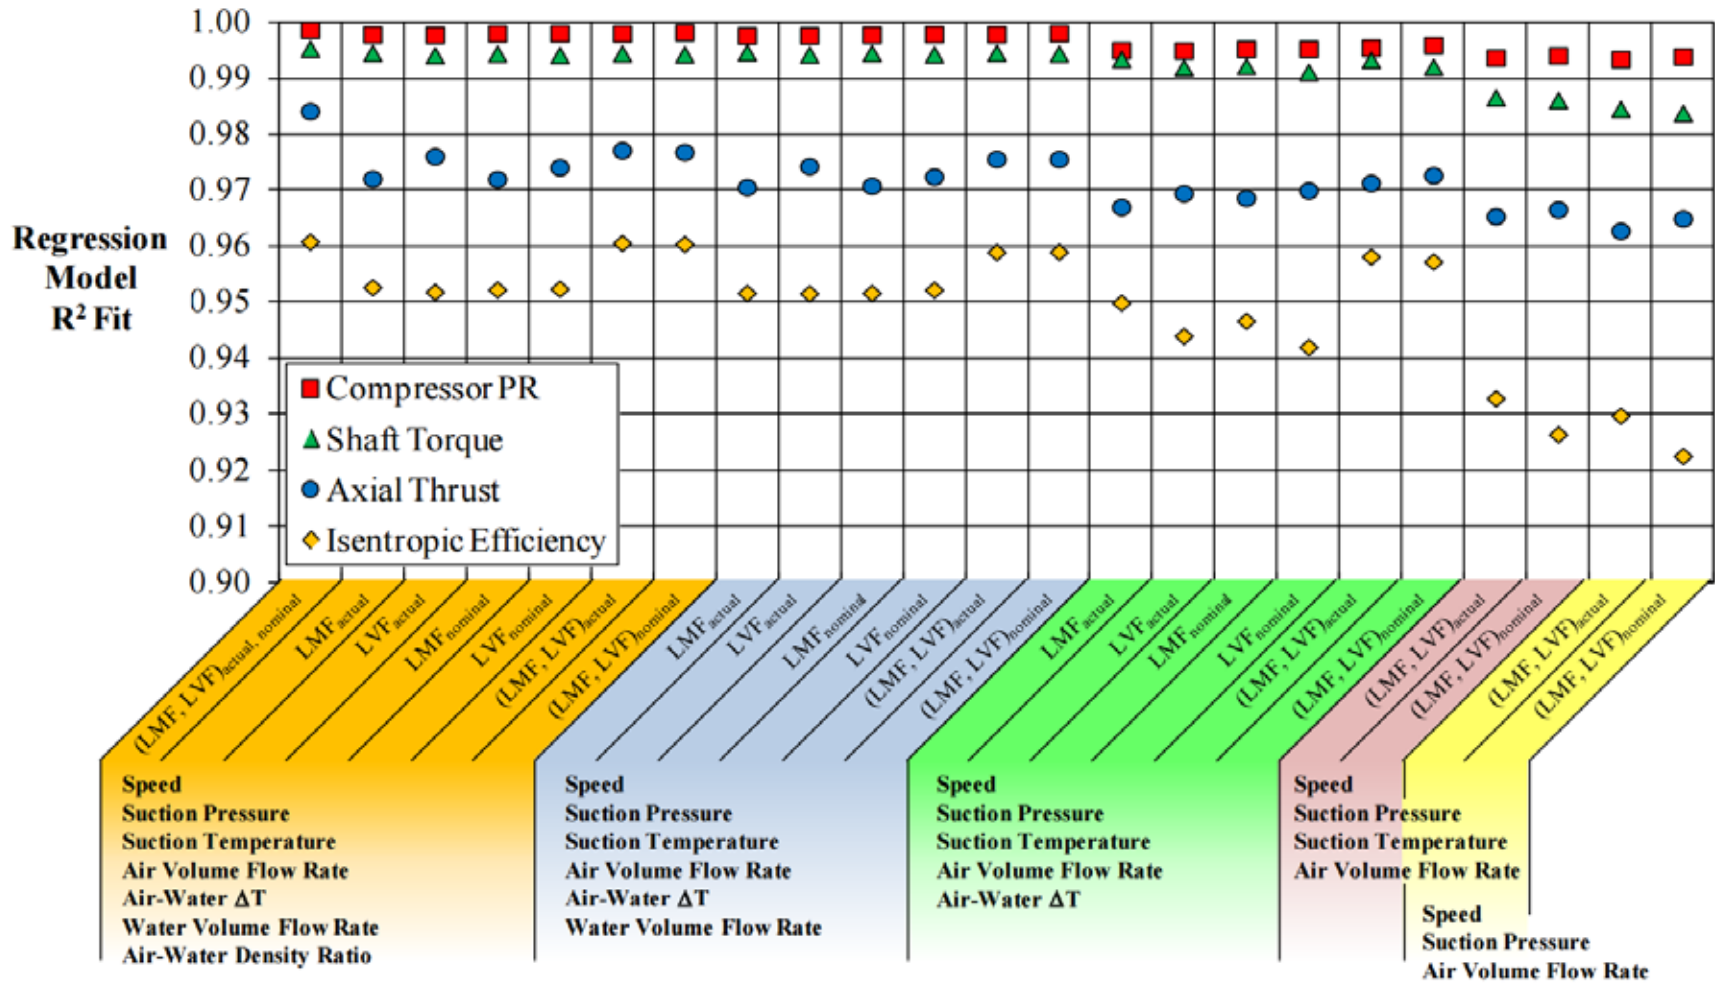 1.00
0.99
0.98
0.97
0.96
0.95
0.94
0.93
0.92
0.91
0.90
Regression
Model
R² Fit
Compressor PR
Shaft Torque
Axial Thrust
Isentropic Efficiency
(LMF, LVF)actual, nominal
LMFactual
LVFactual
LMFnominal
LVFnominal
(LMF, LVF)actual
(LMF, LVF)nominal
LMFactual
LVFactual
LMFnominal
LVFnominal
(LMF, LVF)actual
(LMF, LVF)nominal
LMFactual
LVFactual
LMFnominal
LVFnominal
(LMF, LVF)actual
(LMF, LVF)nominal
(LMF, LVF)actual
(LMF, LVF)nominal
(LMF, LVF)actual
(LMF, LVF)nominal
Speed
Suction Pressure
Suction Temperature
Air Volume Flow Rate
Air-Water ΔT
Water Volume Flow Rate
Air-Water Density Ratio
Speed
Suction Pressure
Suction Temperature
Air Volume Flow Rate
Air-Water ΔT
Water Volume Flow Rate
Speed
Suction Pressure
Suction Temperature
Air Volume Flow Rate
Air-Water ΔT
Speed
Suction Pressure
Suction Temperature
Air Volume Flow Rate
Speed
Suction Pressure
Air Volume Flow Rate